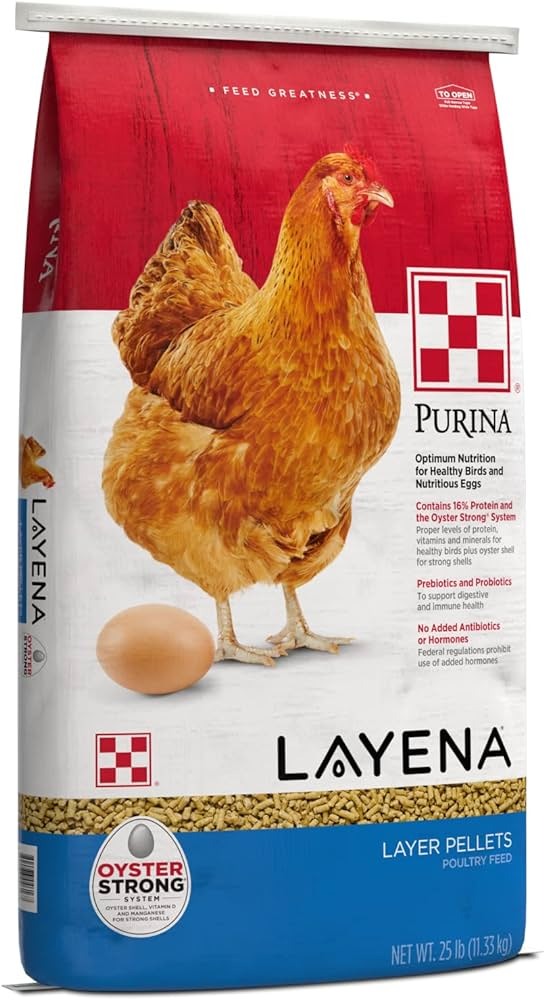 • FEED GREATNESS® •
TO OPEN
PURINA
Optimum Nutrition
for Healthy Birds and
Nutritious Eggs
Contains 16% Protein and
the Oyster Strong® System
Proper levels of protein,
vitamins and minerals for
healthy birds plus oyster shell
for strong shells
Prebiotics and Probiotics
To support digestive
and immune health
No Added Antibiotics
or Hormones
Federal regulations prohibit
use of added hormones
LAYENA
LAYER PELLETS
POULTRY FEED
NET WT. 25 lb (11.33 kg)
OYSTER
STRONG®
SYSTEM
OYSTER SHELL, VITAMIN D
AND MANGANESE
FOR STRONG SHELLS
LAYENA
OYSTER
STRONG